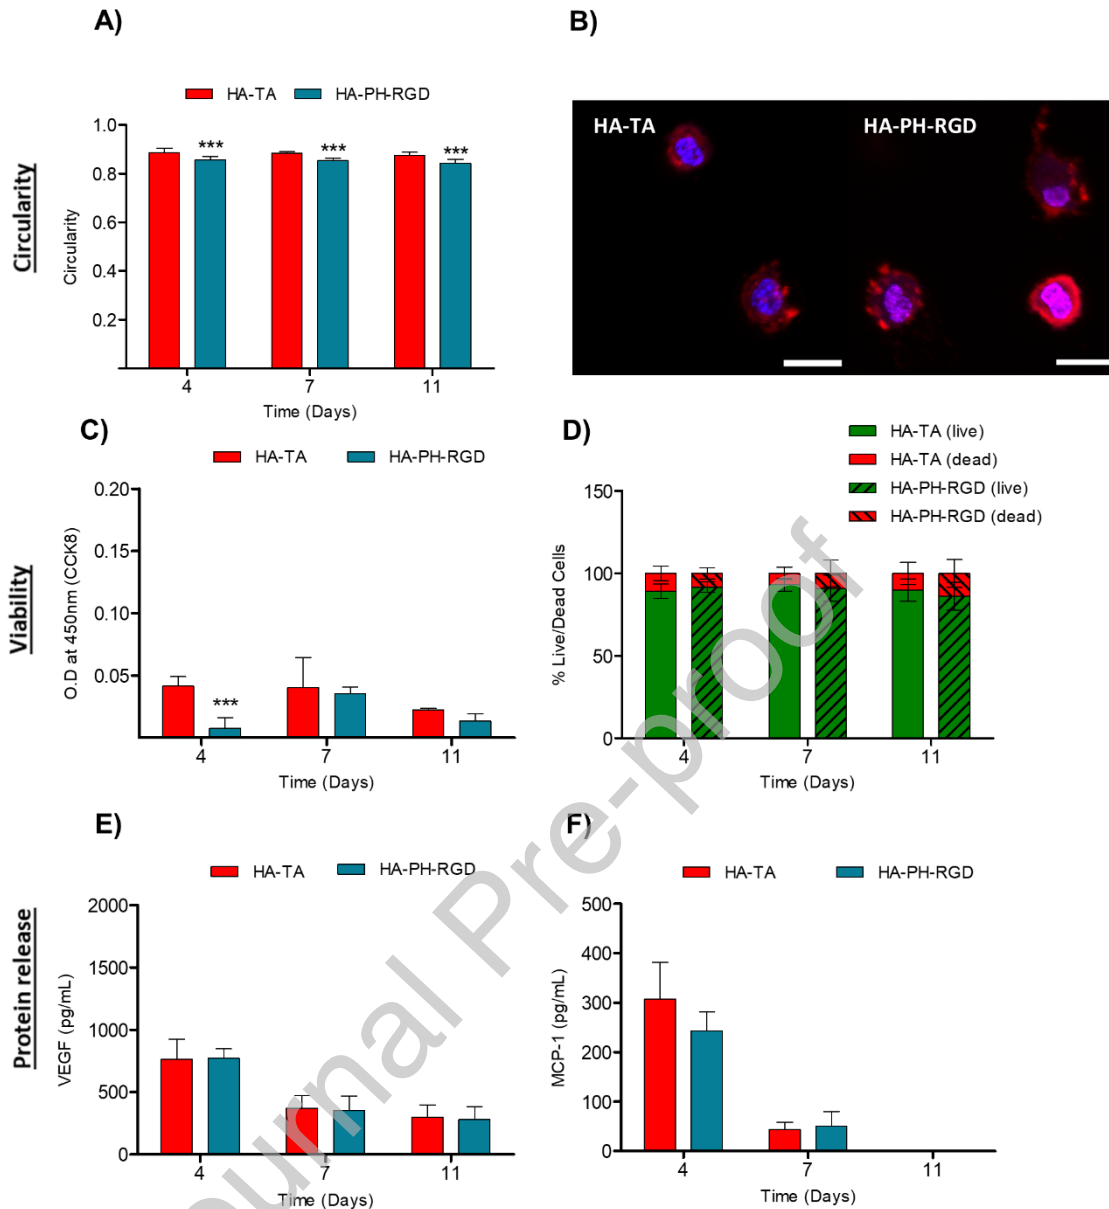 A)
HA-TA HA-PH-RGD
Circularity
Circularity
1.0
0.8
0.6
0.4
0.2
*** *** ***
4 7 11
Time (Days)
B)
HA-TA HA-PH-RGD
C)
HA-TA HA-PH-RGD
Viability
O.D at 450nm (CCK8)
0.20
0.15
0.10
0.05
***
4 7 11
Time (Days)
D)
HA-TA (live)
HA-TA (dead)
HA-PH-RGD (live)
HA-PH-RGD (dead)
% Live/Dead Cells
150
100
50
0
4 7 11
Time (Days)
E)
HA-TA HA-PH-RGD
Protein release
VEGF (pg/mL)
2000
1500
1000
500
0
4 7 11
Time (Days)
F)
HA-TA HA-PH-RGD
MCP-1 (pg/mL)
500
400
300
200
100
0
4 7 11
Time (Days)
Journal Pre-proof